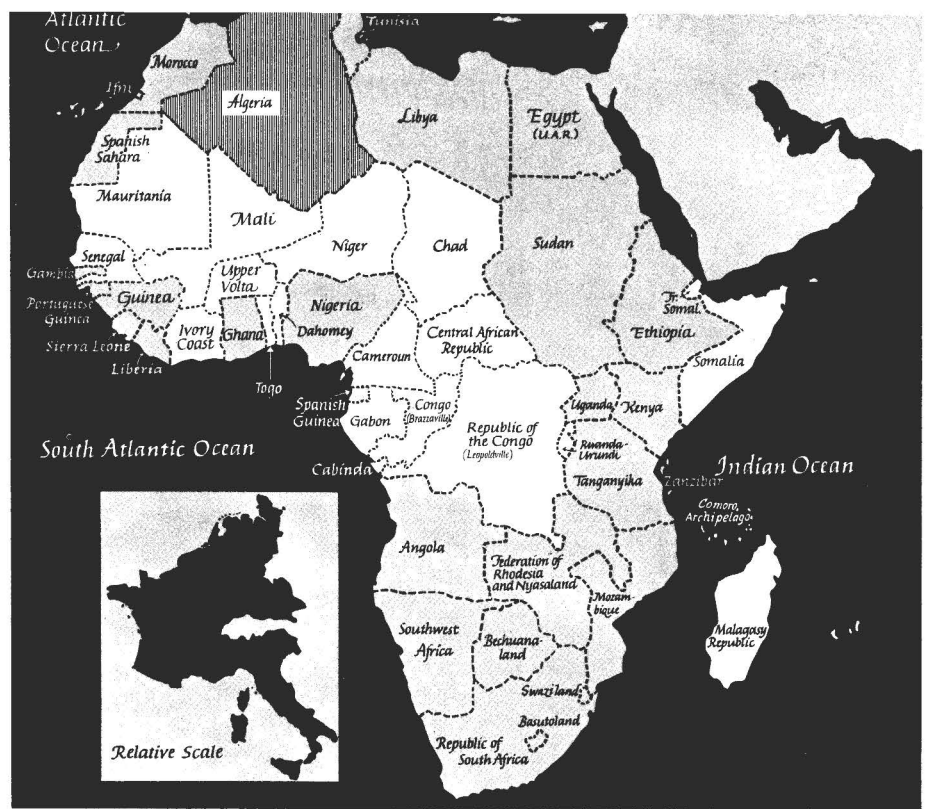 Atlantic
Ocean
Tunisia
Morocco
Ifni
Algeria
Libya
Egypt
(U.A.R.)
Spanish
Sahara
Mauritania
Mali
Niger
Chad
Sudan
Senegal
Gambia
Upper
Volta
Portuguese
Guinea
Guinea
Nigeria
Fr.
Somal.
Ivory
Coast
Ghana
Dahomey
Central African
Republic
Ethiopia
Sierra Leone
Liberia
Cameroun
Somalia
Togo
Spanish
Guinea
Gabon
Congo
(Brazzaville)
Republic of
the Congo
(Leopoldville)
Uganda
Kenya
Ruanda-
Urundi
South Atlantic Ocean
Cabinda
Tanganyika
Zanzibar
Indian Ocean
Comoro
Archipelago
Angola
Federation of
Rhodesia
and Nyasaland
Mozam-
bique
Southwest
Africa
Bechuana-
land
Malagasy
Republic
Swaziland
Basutoland
Republic of
South Africa
Relative Scale